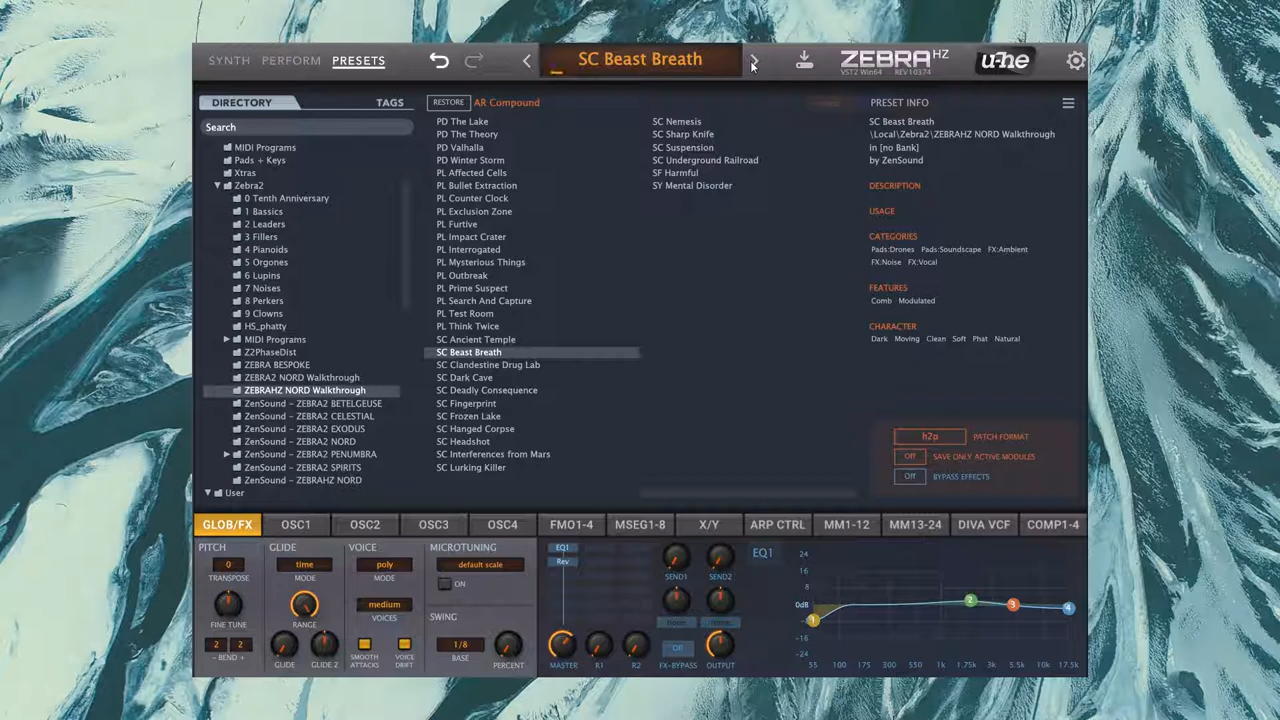 SYNTH PERFORM PRESETS
SC Beast Breath
ZEBRA HZ
VST2 Win64 REV10374
u-he
DIRECTORY TAGS
Search
MIDI Programs
Pads + Keys
Xtras
Zebra2
0 Tenth Anniversary
1 Bassics
2 Leaders
3 Fillers
4 Pianoids
5 Orgones
6 Lupins
7 Noises
8 Perkers
9 Clowns
HS_phatty
MIDI Programs
Z2PhaseDist
ZEBRA BESPOKE
ZEBRA2 NORD Walkthrough
ZEBRAHZ NORD Walkthrough
ZenSound - ZEBRA2 BETELGEUSE
ZenSound - ZEBRA2 CELESTIAL
ZenSound - ZEBRA2 EXODUS
ZenSound - ZEBRA2 NORD
ZenSound - ZEBRA2 PENUMBRA
ZenSound - ZEBRA2 SPIRITS
ZenSound - ZEBRAHZ NORD
User
RESTORE AR Compound
PD The Lake
PD The Theory
PD Valhalla
PD Winter Storm
PL Affected Cells
PL Bullet Extraction
PL Counter Clock
PL Exclusion Zone
PL Furtive
PL Impact Crater
PL Interrogated
PL Mysterious Things
PL Outbreak
PL Prime Suspect
PL Search And Capture
PL Test Room
PL Think Twice
SC Ancient Temple
SC Beast Breath
SC Clandestine Drug Lab
SC Dark Cave
SC Deadly Consequence
SC Fingerprint
SC Frozen Lake
SC Hanged Corpse
SC Headshot
SC Interferences from Mars
SC Lurking Killer
SC Nemesis
SC Sharp Knife
SC Suspension
SC Underground Railroad
SF Harmful
SY Mental Disorder
PRESET INFO
SC Beast Breath
\Local\Zebra2\ZEBRAHZ NORD Walkthrough
in [no Bank]
by ZenSound
DESCRIPTION
USAGE
CATEGORIES
Pads:Drones Pads:Soundscape FX:Ambient
FX:Noise FX:Vocal
FEATURES
Comb Modulated
CHARACTER
Dark Moving Clean Soft Phat Natural
h2p PATCH FORMAT
Off SAVE ONLY ACTIVE MODULES
Off BYPASS EFFECTS
GLOB/FX OSC1 OSC2 OSC3 OSC4 FMO1-4 MSEG1-8 X/Y ARP CTRL MM1-12 MM13-24 DIVA VCF COMP1-4
PITCH
0
TRANSPOSE
FINE TUNE
2 2
- BEND +
GLIDE
time
MODE
RANGE
GLIDE GLIDE 2
VOICE
poly
MODE
medium
VOICES
SMOOTH ATTACKS
VOICE DRIFT
MICROTUNING
default scale
ON
SWING
1/8
BASE PERCENT
EQ1
Rev
MASTER R1 R2
SEND1 SEND2
Off
FX-BYPASS OUTPUT
EQ1
24
16
8
0dB
-8
-16
-24
1 2 3 4
55 100 175 300 550 1k 1.75k 3k 5.5k 10k 17.5k